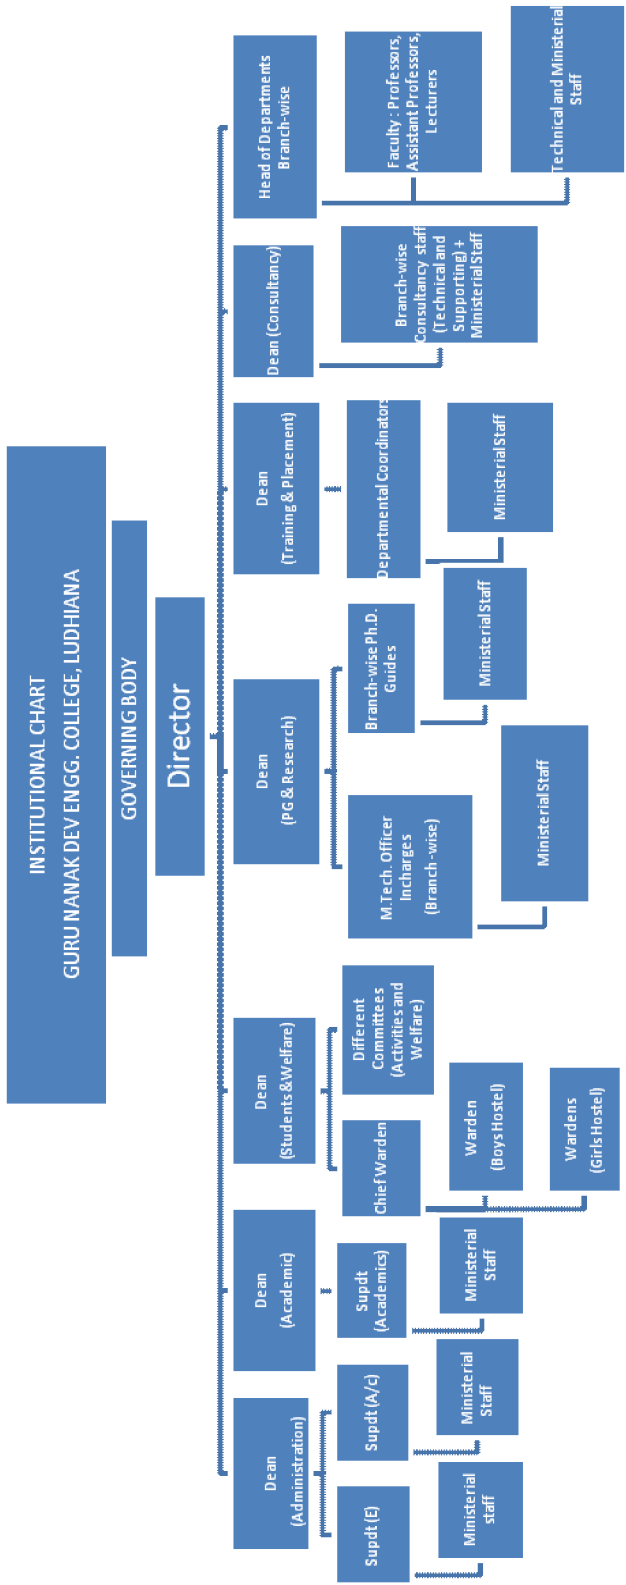 INSTITUTIONAL CHART
GURU NANAK DEV ENGG. COLLEGE, LUDHIANA
GOVERNING BODY
Director
Dean
(Administration)
Supdt (E)
Ministerial
staff
Supdt (A/c)
Ministerial
Staff
Dean
(Academic)
Supdt
(Academics)
Ministerial
Staff
Dean
(Students & Welfare)
Chief Warden
Warden
(Boys Hostel)
Wardens
(Girls Hostel)
Different
Committees
(Activities and
Welfare)
Dean
(PG & Research)
M.Tech. Officer
Incharges
(Branch -wise)
Ministerial Staff
Branch-wise Ph.D.
Guides
Ministerial Staff
Dean
(Training & Placement)
Departmental Coordinators
Ministerial Staff
Dean (Consultancy)
Branch-wise
Consultancy staff
(Technical and
Supporting) +
Ministerial Staff
Head of Departments
Branch-wise
Faculty : Professors,
Assistant Professors,
Lecturers
Technical and Ministerial
Staff